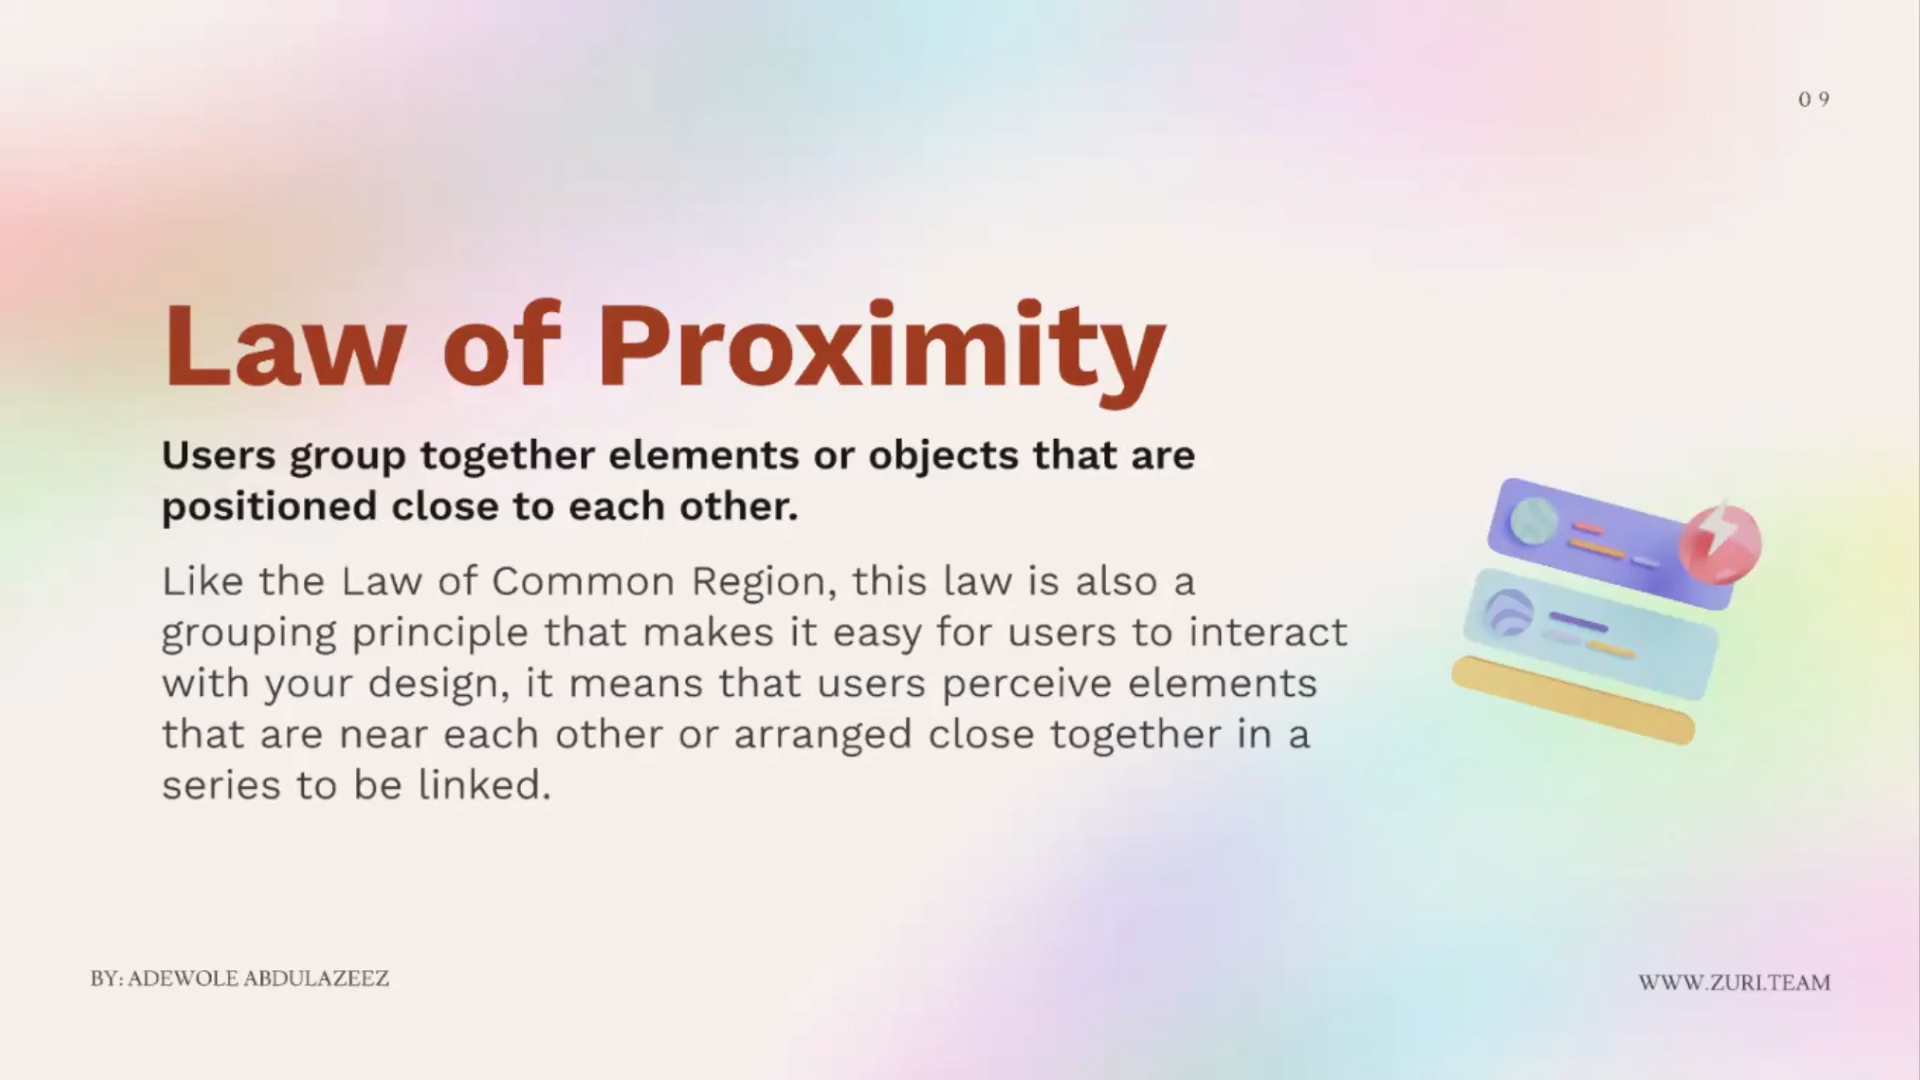 09
Law of Proximity
Users group together elements or objects that are
positioned close to each other.
Like the Law of Common Region, this law is also a
grouping principle that makes it easy for users to interact
with your design, it means that users perceive elements
that are near each other or arranged close together in a
series to be linked.
BY: ADEWOLE ABDULAZEEZ
WWW.ZURI.TEAM